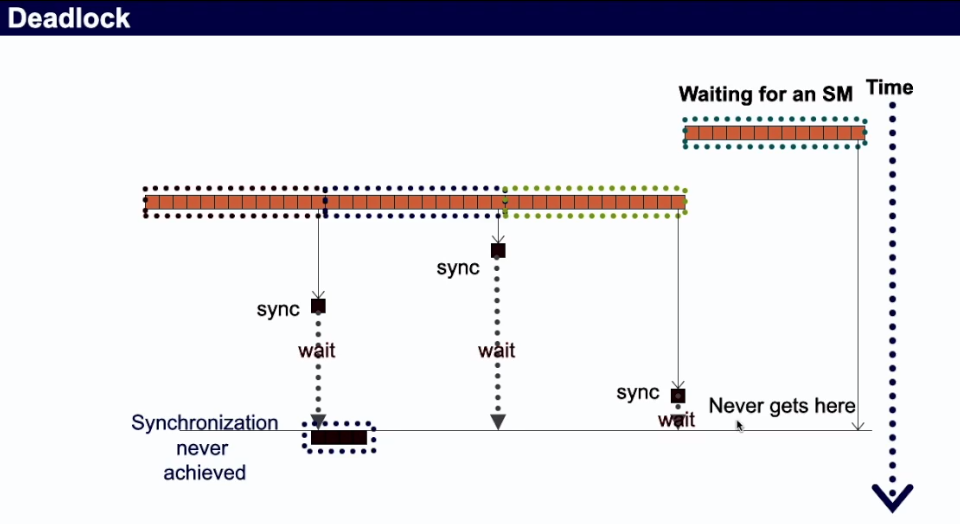 Deadlock
Waiting for an SM
Time
sync
sync
wait
wait
sync
Never gets here
wait
Synchronization
never
achieved